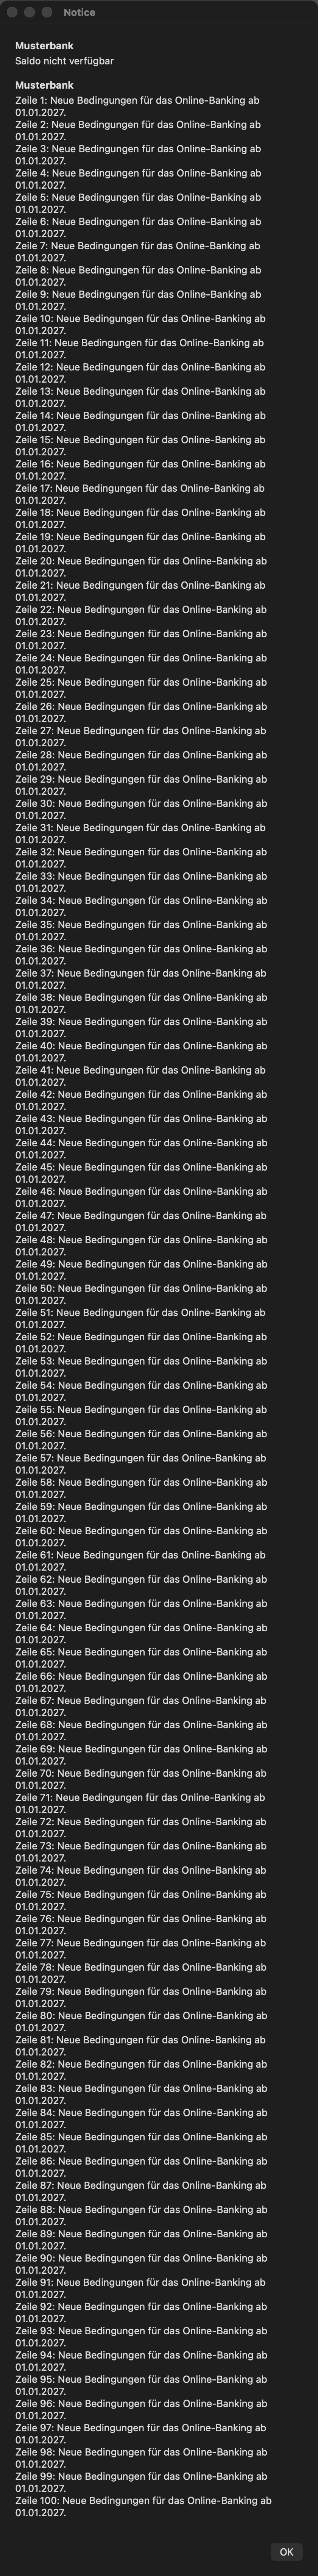 Notice
Musterbank
Saldo nicht verfügbar
Musterbank
Zeile 1: Neue Bedingungen für das Online-Banking ab
01.01.2027.
Zeile 2: Neue Bedingungen für das Online-Banking ab
01.01.2027.
Zeile 3: Neue Bedingungen für das Online-Banking ab
01.01.2027.
Zeile 4: Neue Bedingungen für das Online-Banking ab
01.01.2027.
Zeile 5: Neue Bedingungen für das Online-Banking ab
01.01.2027.
Zeile 6: Neue Bedingungen für das Online-Banking ab
01.01.2027.
Zeile 7: Neue Bedingungen für das Online-Banking ab
01.01.2027.
Zeile 8: Neue Bedingungen für das Online-Banking ab
01.01.2027.
Zeile 9: Neue Bedingungen für das Online-Banking ab
01.01.2027.
Zeile 10: Neue Bedingungen für das Online-Banking ab
01.01.2027.
Zeile 11: Neue Bedingungen für das Online-Banking ab
01.01.2027.
Zeile 12: Neue Bedingungen für das Online-Banking ab
01.01.2027.
Zeile 13: Neue Bedingungen für das Online-Banking ab
01.01.2027.
Zeile 14: Neue Bedingungen für das Online-Banking ab
01.01.2027.
Zeile 15: Neue Bedingungen für das Online-Banking ab
01.01.2027.
Zeile 16: Neue Bedingungen für das Online-Banking ab
01.01.2027.
Zeile 17: Neue Bedingungen für das Online-Banking ab
01.01.2027.
Zeile 18: Neue Bedingungen für das Online-Banking ab
01.01.2027.
Zeile 19: Neue Bedingungen für das Online-Banking ab
01.01.2027.
Zeile 20: Neue Bedingungen für das Online-Banking ab
01.01.2027.
Zeile 21: Neue Bedingungen für das Online-Banking ab
01.01.2027.
Zeile 22: Neue Bedingungen für das Online-Banking ab
01.01.2027.
Zeile 23: Neue Bedingungen für das Online-Banking ab
01.01.2027.
Zeile 24: Neue Bedingungen für das Online-Banking ab
01.01.2027.
Zeile 25: Neue Bedingungen für das Online-Banking ab
01.01.2027.
Zeile 26: Neue Bedingungen für das Online-Banking ab
01.01.2027.
Zeile 27: Neue Bedingungen für das Online-Banking ab
01.01.2027.
Zeile 28: Neue Bedingungen für das Online-Banking ab
01.01.2027.
Zeile 29: Neue Bedingungen für das Online-Banking ab
01.01.2027.
Zeile 30: Neue Bedingungen für das Online-Banking ab
01.01.2027.
Zeile 31: Neue Bedingungen für das Online-Banking ab
01.01.2027.
Zeile 32: Neue Bedingungen für das Online-Banking ab
01.01.2027.
Zeile 33: Neue Bedingungen für das Online-Banking ab
01.01.2027.
Zeile 34: Neue Bedingungen für das Online-Banking ab
01.01.2027.
Zeile 35: Neue Bedingungen für das Online-Banking ab
01.01.2027.
Zeile 36: Neue Bedingungen für das Online-Banking ab
01.01.2027.
Zeile 37: Neue Bedingungen für das Online-Banking ab
01.01.2027.
Zeile 38: Neue Bedingungen für das Online-Banking ab
01.01.2027.
Zeile 39: Neue Bedingungen für das Online-Banking ab
01.01.2027.
Zeile 40: Neue Bedingungen für das Online-Banking ab
01.01.2027.
Zeile 41: Neue Bedingungen für das Online-Banking ab
01.01.2027.
Zeile 42: Neue Bedingungen für das Online-Banking ab
01.01.2027.
Zeile 43: Neue Bedingungen für das Online-Banking ab
01.01.2027.
Zeile 44: Neue Bedingungen für das Online-Banking ab
01.01.2027.
Zeile 45: Neue Bedingungen für das Online-Banking ab
01.01.2027.
Zeile 46: Neue Bedingungen für das Online-Banking ab
01.01.2027.
Zeile 47: Neue Bedingungen für das Online-Banking ab
01.01.2027.
Zeile 48: Neue Bedingungen für das Online-Banking ab
01.01.2027.
Zeile 49: Neue Bedingungen für das Online-Banking ab
01.01.2027.
Zeile 50: Neue Bedingungen für das Online-Banking ab
01.01.2027.
Zeile 51: Neue Bedingungen für das Online-Banking ab
01.01.2027.
Zeile 52: Neue Bedingungen für das Online-Banking ab
01.01.2027.
Zeile 53: Neue Bedingungen für das Online-Banking ab
01.01.2027.
Zeile 54: Neue Bedingungen für das Online-Banking ab
01.01.2027.
Zeile 55: Neue Bedingungen für das Online-Banking ab
01.01.2027.
Zeile 56: Neue Bedingungen für das Online-Banking ab
01.01.2027.
Zeile 57: Neue Bedingungen für das Online-Banking ab
01.01.2027.
Zeile 58: Neue Bedingungen für das Online-Banking ab
01.01.2027.
Zeile 59: Neue Bedingungen für das Online-Banking ab
01.01.2027.
Zeile 60: Neue Bedingungen für das Online-Banking ab
01.01.2027.
Zeile 61: Neue Bedingungen für das Online-Banking ab
01.01.2027.
Zeile 62: Neue Bedingungen für das Online-Banking ab
01.01.2027.
Zeile 63: Neue Bedingungen für das Online-Banking ab
01.01.2027.
Zeile 64: Neue Bedingungen für das Online-Banking ab
01.01.2027.
Zeile 65: Neue Bedingungen für das Online-Banking ab
01.01.2027.
Zeile 66: Neue Bedingungen für das Online-Banking ab
01.01.2027.
Zeile 67: Neue Bedingungen für das Online-Banking ab
01.01.2027.
Zeile 68: Neue Bedingungen für das Online-Banking ab
01.01.2027.
Zeile 69: Neue Bedingungen für das Online-Banking ab
01.01.2027.
Zeile 70: Neue Bedingungen für das Online-Banking ab
01.01.2027.
Zeile 71: Neue Bedingungen für das Online-Banking ab
01.01.2027.
Zeile 72: Neue Bedingungen für das Online-Banking ab
01.01.2027.
Zeile 73: Neue Bedingungen für das Online-Banking ab
01.01.2027.
Zeile 74: Neue Bedingungen für das Online-Banking ab
01.01.2027.
Zeile 75: Neue Bedingungen für das Online-Banking ab
01.01.2027.
Zeile 76: Neue Bedingungen für das Online-Banking ab
01.01.2027.
Zeile 77: Neue Bedingungen für das Online-Banking ab
01.01.2027.
Zeile 78: Neue Bedingungen für das Online-Banking ab
01.01.2027.
Zeile 79: Neue Bedingungen für das Online-Banking ab
01.01.2027.
Zeile 80: Neue Bedingungen für das Online-Banking ab
01.01.2027.
Zeile 81: Neue Bedingungen für das Online-Banking ab
01.01.2027.
Zeile 82: Neue Bedingungen für das Online-Banking ab
01.01.2027.
Zeile 83: Neue Bedingungen für das Online-Banking ab
01.01.2027.
Zeile 84: Neue Bedingungen für das Online-Banking ab
01.01.2027.
Zeile 85: Neue Bedingungen für das Online-Banking ab
01.01.2027.
Zeile 86: Neue Bedingungen für das Online-Banking ab
01.01.2027.
Zeile 87: Neue Bedingungen für das Online-Banking ab
01.01.2027.
Zeile 88: Neue Bedingungen für das Online-Banking ab
01.01.2027.
Zeile 89: Neue Bedingungen für das Online-Banking ab
01.01.2027.
Zeile 90: Neue Bedingungen für das Online-Banking ab
01.01.2027.
Zeile 91: Neue Bedingungen für das Online-Banking ab
01.01.2027.
Zeile 92: Neue Bedingungen für das Online-Banking ab
01.01.2027.
Zeile 93: Neue Bedingungen für das Online-Banking ab
01.01.2027.
Zeile 94: Neue Bedingungen für das Online-Banking ab
01.01.2027.
Zeile 95: Neue Bedingungen für das Online-Banking ab
01.01.2027.
Zeile 96: Neue Bedingungen für das Online-Banking ab
01.01.2027.
Zeile 97: Neue Bedingungen für das Online-Banking ab
01.01.2027.
Zeile 98: Neue Bedingungen für das Online-Banking ab
01.01.2027.
Zeile 99: Neue Bedingungen für das Online-Banking ab
01.01.2027.
Zeile 100: Neue Bedingungen für das Online-Banking ab
01.01.2027.
OK